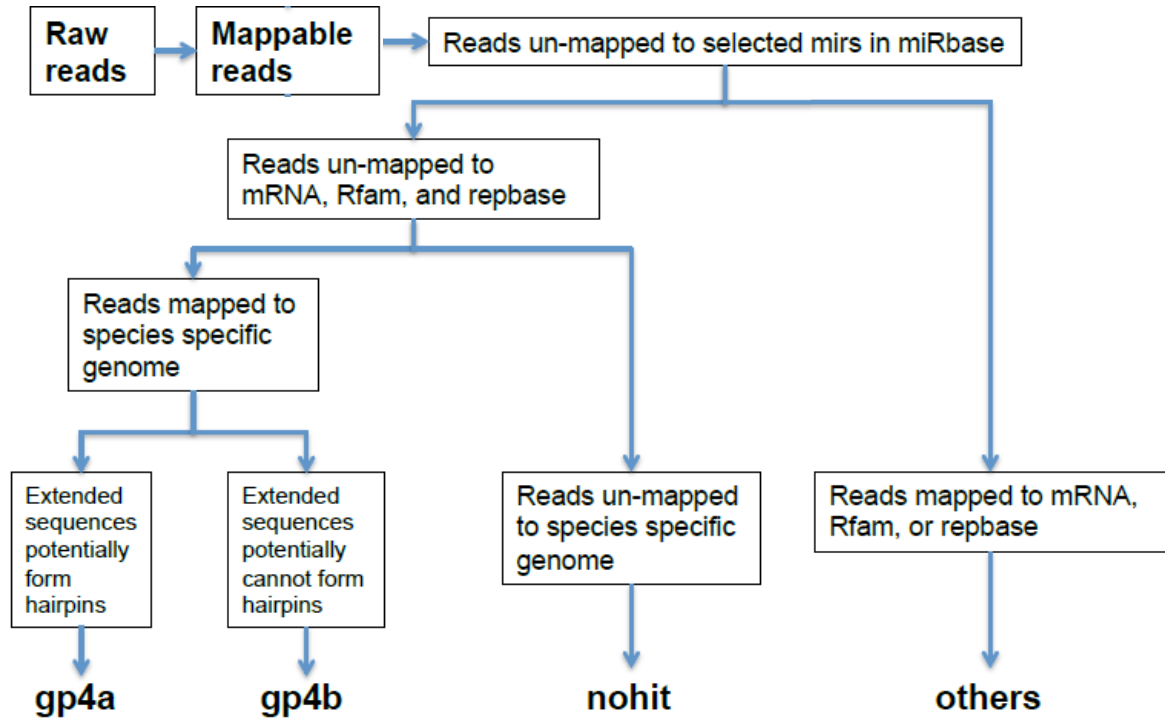 Raw
reads
Mappable
reads
Reads un-mapped to selected mirs in miRbase
Reads un-mapped to
mRNA, Rfam, and repbase
Reads mapped to
species specific
genome
Extended
sequences
potentially
form
hairpins
Extended
sequences
potentially
cannot form
hairpins
Reads un-mapped
to species specific
genome
Reads mapped to mRNA,
Rfam, or repbase
gp4a
gp4b
nohit
others